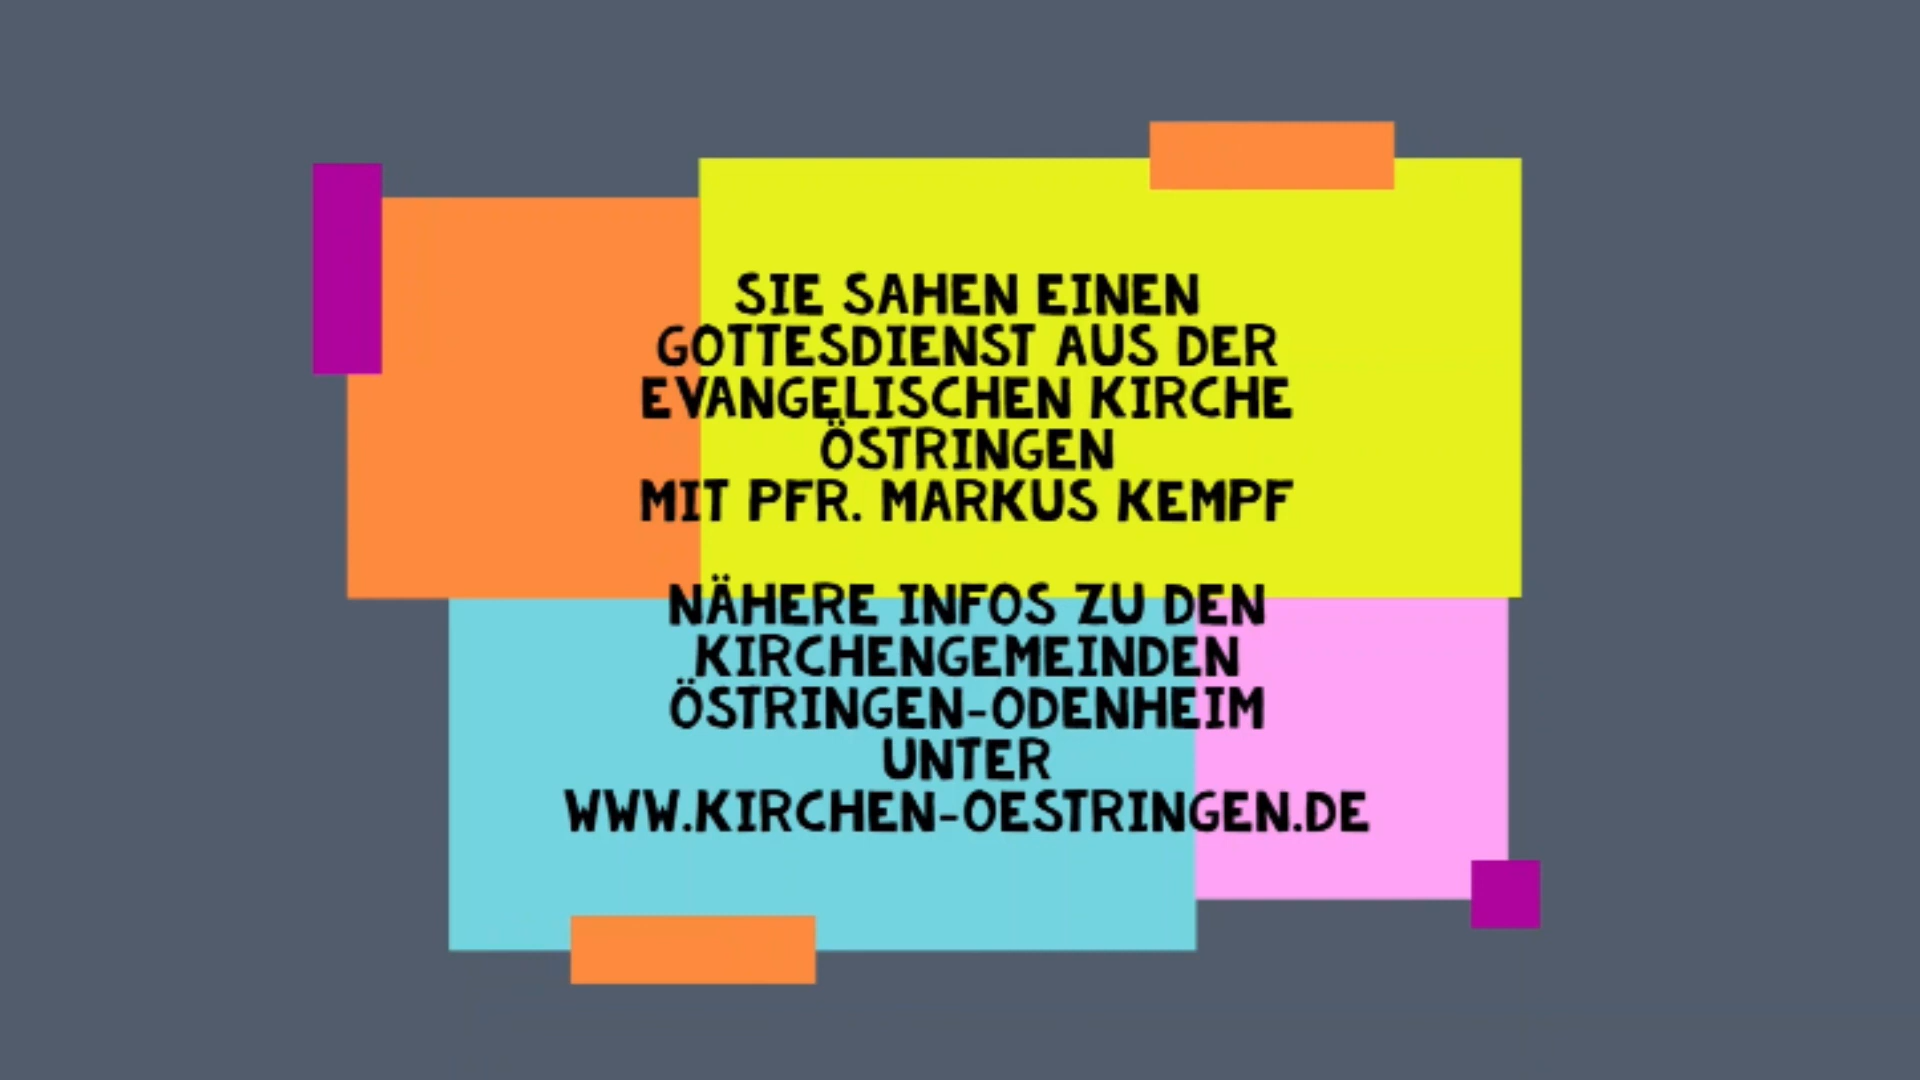 SIE SAHEN EINEN
GOTTESDIENST AUS DER
EVANGELISCHEN KIRCHE
ÖSTRINGEN
MIT PFR. MARKUS KEMPF
NÄHERE INFOS ZU DEN
KIRCHENGEMEINDEN
ÖSTRINGEN-ODENHEIM
UNTER
WWW.KIRCHEN-OESTRINGEN.DE